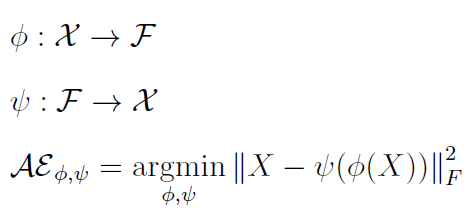 ϕ : 𝒳 → ℱ
ψ : ℱ → 𝒳
𝒜ℰ_{ϕ,ψ} = argmin_{ϕ,ψ} ‖X − ψ(ϕ(X))‖²_F